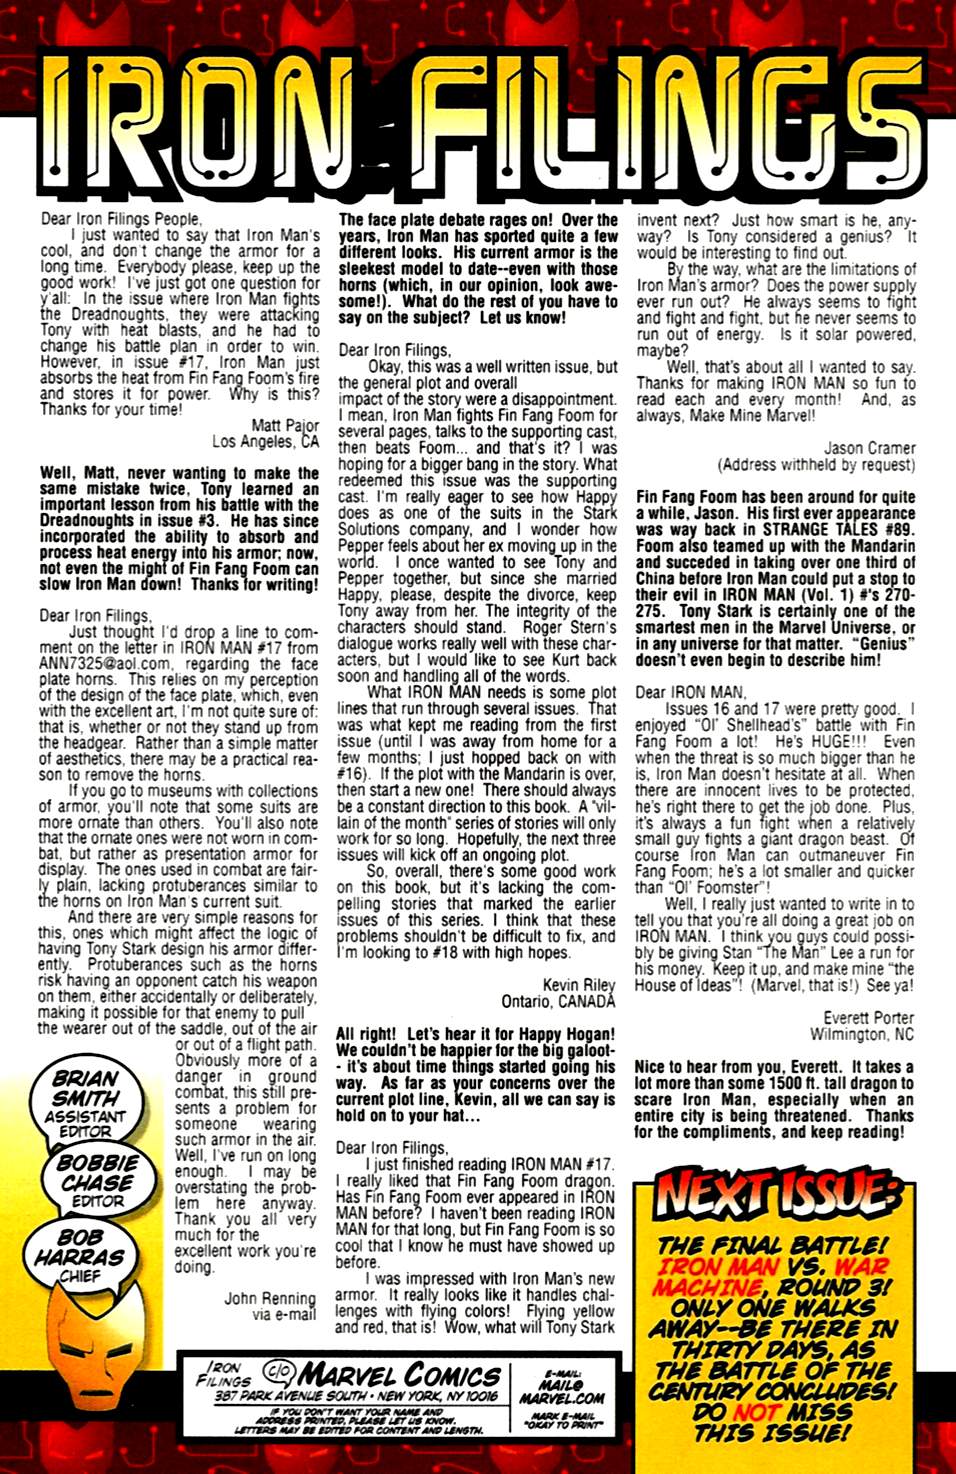 IRON FILINGS
Dear Iron Filings People,
I just wanted to say that Iron Man's
cool, and don't change the armor for a
long time. Everybody please, keep up the
good work! I've just got one question for
y'all: In the issue where Iron Man fights
the Dreadnoughts, they were attacking
Tony with heat blasts, and he had to
change his battle plan in order to win.
However, in issue #17, Iron Man just
absorbs the heat from Fin Fang Foom's fire
and stores it for power. Why is this?
Thanks for your time!
Matt Pajor
Los Angeles, CA
Well, Matt, never wanting to make the
same mistake twice, Tony learned an
important lesson from his battle with the
Dreadnoughts in issue #3. He has since
incorporated the ability to absorb and
process heat energy into his armor; now,
not even the might of Fin Fang Foom can
slow Iron Man down! Thanks for writing!
Dear Iron Filings,
Just thought I'd drop a line to com-
ment on the letter in IRON MAN #17 from
ANN7325@aol.com, regarding the face
plate horns. This relies on my perception
of the design of the face plate, which, even
with the excellent art, I'm not quite sure of:
that is, whether or not they stand up from
the headgear. Rather than a simple matter
of aesthetics, there may be a practical rea-
son to remove the horns.
If you go to museums with collections
of armor, you'll note that some suits are
more ornate than others. You'll also note
that the ornate ones were not worn in com-
bat, but rather as presentation armor for
display. The ones used in combat are fair-
ly plain, lacking protuberances similar to
the horns on Iron Man's current suit.
And there are very simple reasons for
this, ones which might affect the logic of
having Tony Stark design his armor differ-
ently. Protuberances such as the horns
risk having an opponent catch his weapon
on them, either accidentally or deliberately,
making it possible for that enemy to pull
the wearer out of the saddle, out of the air
or out of a flight path.
Obviously more of a
danger in ground
combat, this still pre-
sents a problem for
someone wearing
such armor in the air.
Well, I've run on long
enough. I may be
overstating the prob-
lem here anyway.
Thank you all very
much for the
excellent work you're
doing.
John Renning
via e-mail
BRIAN
SMITH
ASSISTANT
EDITOR
BOBBIE
CHASE
EDITOR
BOB
HARRAS
CHIEF
The face plate debate rages on! Over the
years, Iron Man has sported quite a few
different looks. His current armor is the
sleekest model to date--even with those
horns (which, in our opinion, look awe-
some!). What do the rest of you have to
say on the subject? Let us know!
Dear Iron Filings,
Okay, this was a well written issue, but
the general plot and overall
impact of the story were a disappointment.
I mean, Iron Man fights Fin Fang Foom for
several pages, talks to the supporting cast,
then beats Foom... and that's it? I was
hoping for a bigger bang in the story. What
redeemed this issue was the supporting
cast. I'm really eager to see how Happy
does as one of the suits in the Stark
Solutions company, and I wonder how
Pepper feels about her ex moving up in the
world. I once wanted to see Tony and
Pepper together, but since she married
Happy, please, despite the divorce, keep
Tony away from her. The integrity of the
characters should stand. Roger Stern's
dialogue works really well with these char-
acters, but I would like to see Kurt back
soon and handling all of the words.
What IRON MAN needs is some plot
lines that run through several issues. That
was what kept me reading from the first
issue (until I was away from home for a
few months; I just hopped back on with
#16). If the plot with the Mandarin is over,
then start a new one! There should always
be a constant direction to this book. A "vil-
lain of the month" series of stories will only
work for so long. Hopefully, the next three
issues will kick off an ongoing plot.
So, overall, there's some good work
on this book, but it's lacking the com-
pelling stories that marked the earlier
issues of this series. I think that these
problems shouldn't be difficult to fix, and
I'm looking to #18 with high hopes.
Kevin Riley
Ontario, CANADA
All right! Let's hear it for Happy Hogan!
We couldn't be happier for the big galoot-
- it's about time things started going his
way. As far as your concerns over the
current plot line, Kevin, all we can say is
hold on to your hat...
Dear Iron Filings,
I just finished reading IRON MAN #17.
I really liked that Fin Fang Foom dragon.
Has Fin Fang Foom ever appeared in IRON
MAN before? I haven't been reading IRON
MAN for that long, but Fin Fang Foom is so
cool that I know he must have showed up
before.
I was impressed with Iron Man's new
armor. It really looks like it handles chal-
lenges with flying colors! Flying yellow
and red, that is! Wow, what will Tony Stark
invent next? Just how smart is he, any-
way? Is Tony considered a genius? It
would be interesting to find out.
By the way, what are the limitations of
Iron Man's armor? Does the power supply
ever run out? He always seems to fight
and fight and fight, but he never seems to
run out of energy. Is it solar powered,
maybe?
Well, that's about all I wanted to say.
Thanks for making IRON MAN so fun to
read each and every month! And, as
always, Make Mine Marvel!
Jason Cramer
(Address withheld by request)
Fin Fang Foom has been around for quite
a while, Jason. His first ever appearance
was way back in STRANGE TALES #89.
Foom also teamed up with the Mandarin
and succeded in taking over one third of
China before Iron Man could put a stop to
their evil in IRON MAN (Vol. 1) #'s 270-
275. Tony Stark is certainly one of the
smartest men in the Marvel Universe, or
in any universe for that matter. "Genius"
doesn't even begin to describe him!
Dear IRON MAN,
Issues 16 and 17 were pretty good. I
enjoyed "Ol' Shellhead's" battle with Fin
Fang Foom a lot! He's HUGE!!! Even
when the threat is so much bigger than he
is, Iron Man doesn't hesitate at all. When
there are innocent lives to be protected,
he's right there to get the job done. Plus,
it's always a fun fight when a relatively
small guy fights a giant dragon beast. Of
course Iron Man can outmaneuver Fin
Fang Foom; he's a lot smaller and quicker
than "Ol' Foomster"!
Well, I really just wanted to write in to
tell you that you're all doing a great job on
IRON MAN. I think you guys could possi-
bly be giving Stan "The Man" Lee a run for
his money. Keep it up, and make mine "the
House of Ideas"! (Marvel, that is!) See ya!
Everett Porter
Wilmington, NC
Nice to hear from you, Everett. It takes a
lot more than some 1500 ft. tall dragon to
scare Iron Man, especially when an
entire city is being threatened. Thanks
for the compliments, and keep reading!
NEXT ISSUE:
THE FINAL BATTLE!
IRON MAN VS. WAR
MACHINE, ROUND 3!
ONLY ONE WALKS
AWAY--BE THERE IN
THIRTY DAYS, AS
THE BATTLE OF THE
CENTURY CONCLUDES!
DO NOT MISS
THIS ISSUE!
IRON
FILINGS
C/O MARVEL COMICS
387 PARK AVENUE SOUTH • NEW YORK, NY 10016
IF YOU DON'T WANT YOUR NAME AND
ADDRESS PRINTED, PLEASE LET US KNOW.
LETTERS MAY BE EDITED FOR CONTENT AND LENGTH.
E-MAIL:
MAIL@
MARVEL.COM
MARK E-MAIL
"OKAY TO PRINT"